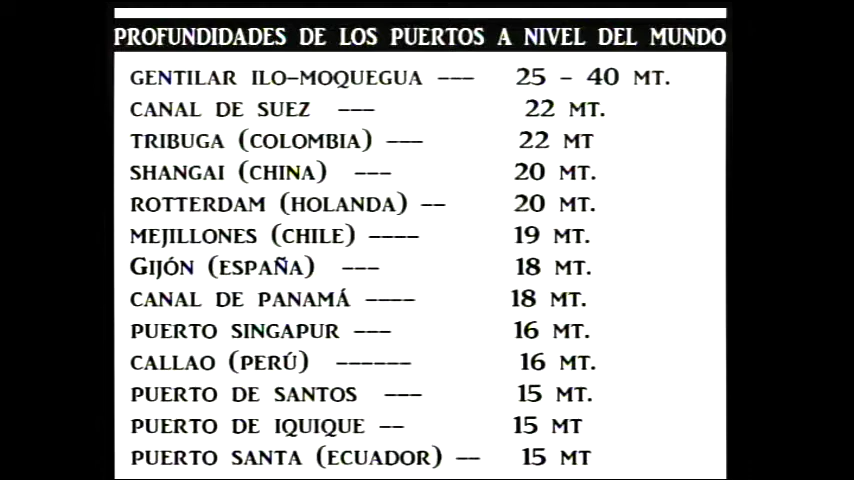 PROFUNDIDADES DE LOS PUERTOS A NIVEL DEL MUNDO
GENTILAR ILO-MOQUEGUA --- 25 - 40 MT.
CANAL DE SUEZ --- 22 MT.
TRIBUGA (COLOMBIA) --- 22 MT
SHANGAI (CHINA) --- 20 MT.
ROTTERDAM (HOLANDA) -- 20 MT.
MEJILLONES (CHILE) ---- 19 MT.
GIJÓN (ESPAÑA) --- 18 MT.
CANAL DE PANAMÁ ---- 18 MT.
PUERTO SINGAPUR --- 16 MT.
CALLAO (PERÚ) ------ 16 MT.
PUERTO DE SANTOS --- 15 MT.
PUERTO DE IQUIQUE -- 15 MT
PUERTO SANTA (ECUADOR) -- 15 MT